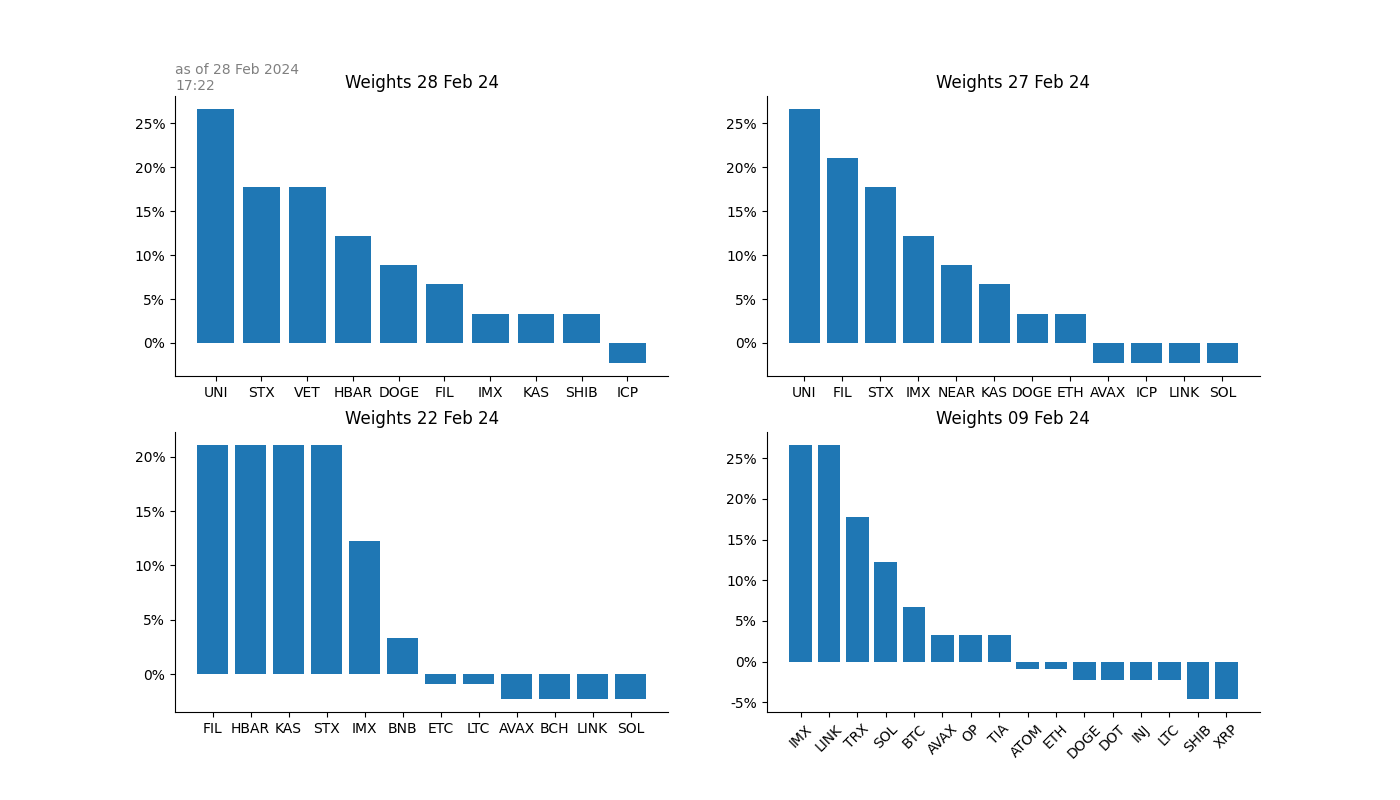 as of 28 Feb 2024
17:22
Weights 28 Feb 24
25%
20%
15%
10%
5%
0%
UNI STX VET HBAR DOGE FIL IMX KAS SHIB ICP
Weights 27 Feb 24
25%
20%
15%
10%
5%
0%
UNI FIL STX IMX NEAR KAS DOGE ETH AVAX ICP LINK SOL
Weights 22 Feb 24
20%
15%
10%
5%
0%
FIL HBAR KAS STX IMX BNB ETC LTC AVAX BCH LINK SOL
Weights 09 Feb 24
25%
20%
15%
10%
5%
0%
-5%
IMX LINK TRX SOL BTC AVAX OP TIA ATOM ETH DOGE DOT INJ LTC SHIB XRP